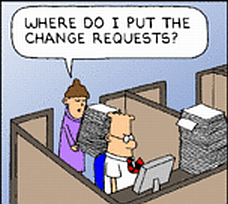 WHERE DO I PUT THE
CHANGE REQUESTS?